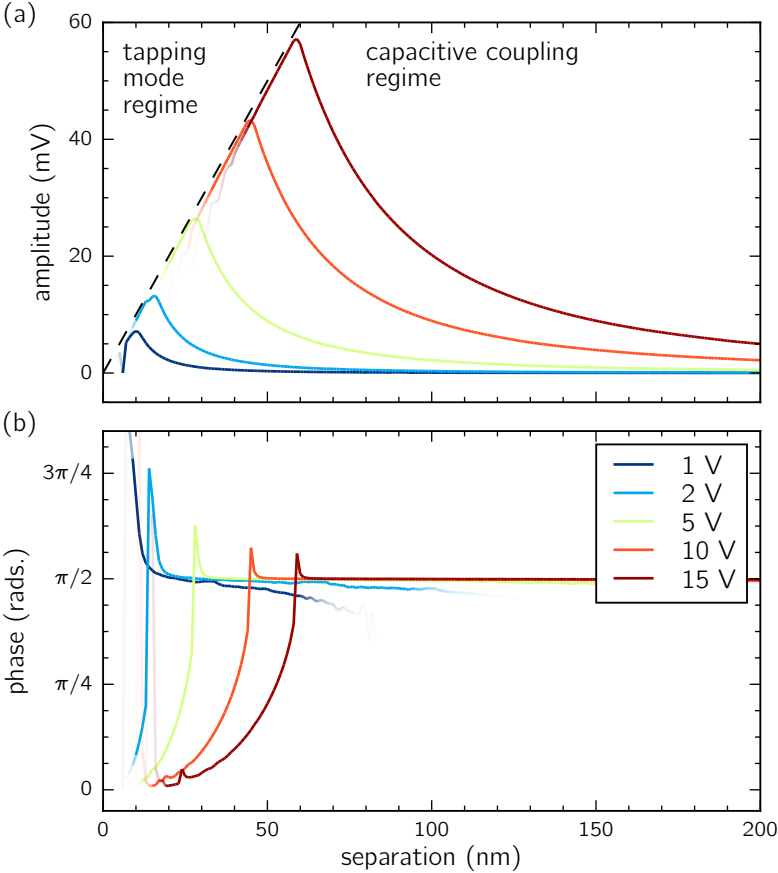 (a)
60
40
20
0
amplitude (mV)
tapping
mode
regime
capacitive coupling
regime
(b)
3π/4
π/2
π/4
0
phase (rads.)
1 V
2 V
5 V
10 V
15 V
0 50 100 150 200
separation (nm)